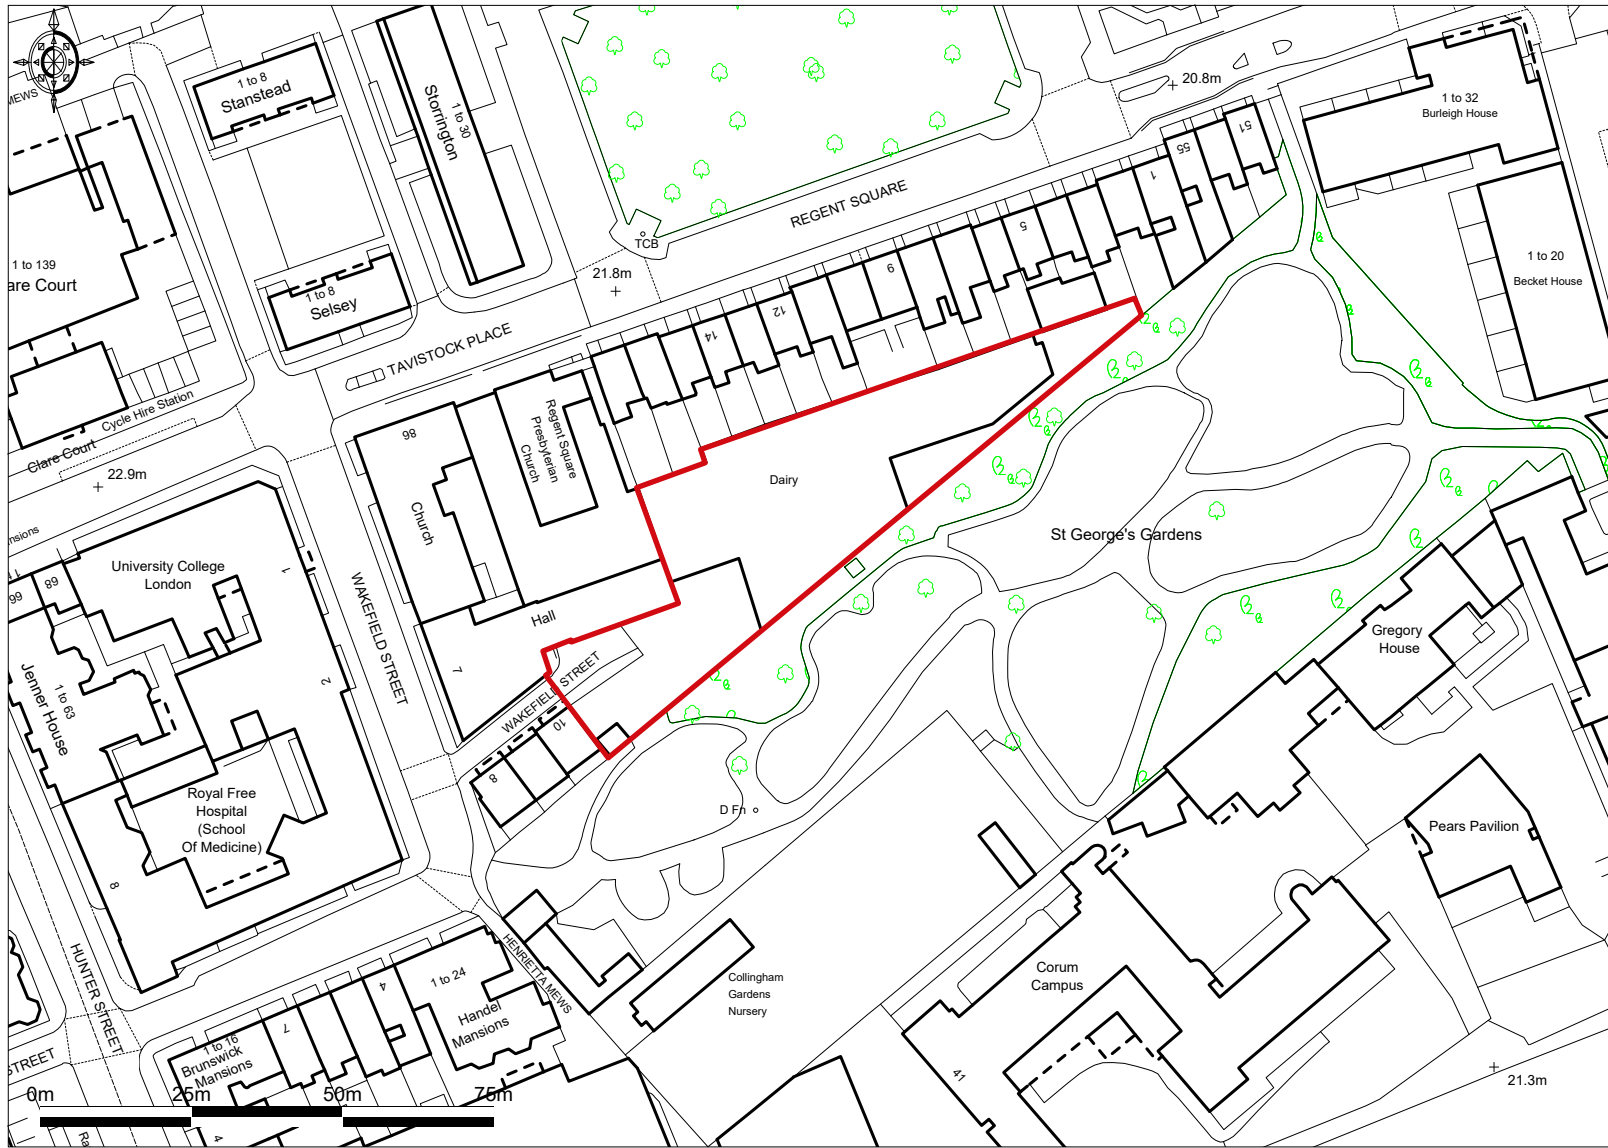 MEWS
1 to 8
Stanstead
1 to 30
Storrington
20.8m
1 to 32
Burleigh House
51
55
1
REGENT SQUARE
TCB
21.8m
5
9
12
14
1 to 139
are Court
1 to 8
Selsey
1 to 20
Becket House
TAVISTOCK PLACE
Cycle Hire Station
Clare Court
22.9m
nsions
86
Church
Regent Square
Presbyterian
Church
Dairy
St George's Gardens
University College
London
68
66
1
2
WAKEFIELD STREET
Hall
7
WAKEFIELD STREET
10
8
Jenner House
1 to 63
Gregory
House
Royal Free
Hospital
(School
Of Medicine)
8
D Fn
Pears Pavilion
HUNTER STREET
HENRIETTA MEWS
1 to 24
Handel
Mansions
4
7
1 to 16
Brunswick
Mansions
Collingham
Gardens
Nursery
Corum
Campus
41
21.3m
STREET
0m
25m
50m
75m
4
Ra